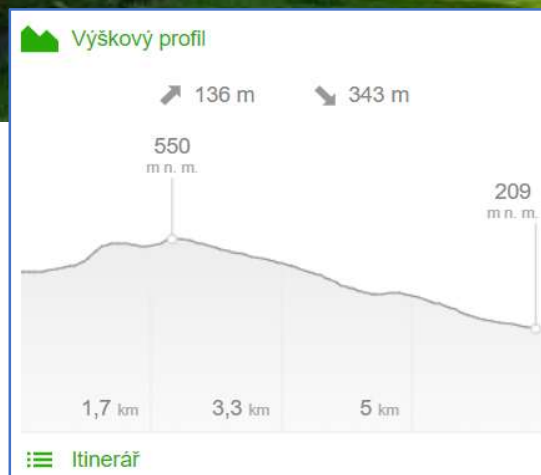 Výškový profil
136 m 343 m
550
m n. m.
209
m n. m.
1,7 km 3,3 km 5 km
Itinerář